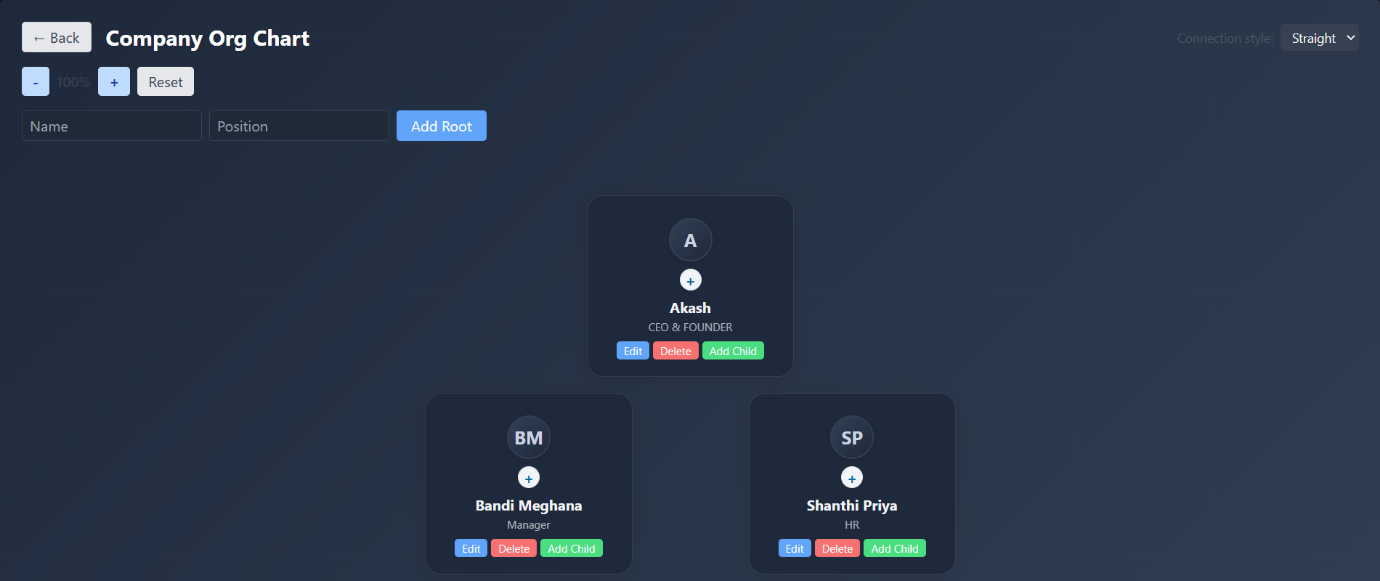 ← Back Company Org Chart Connection style: Straight
- 100% + Reset
Name Position Add Root
A
+
Akash
CEO & FOUNDER
Edit Delete Add Child
BM SP
+ +
Bandi Meghana Shanthi Priya
Manager HR
Edit Delete Add Child Edit Delete Add Child